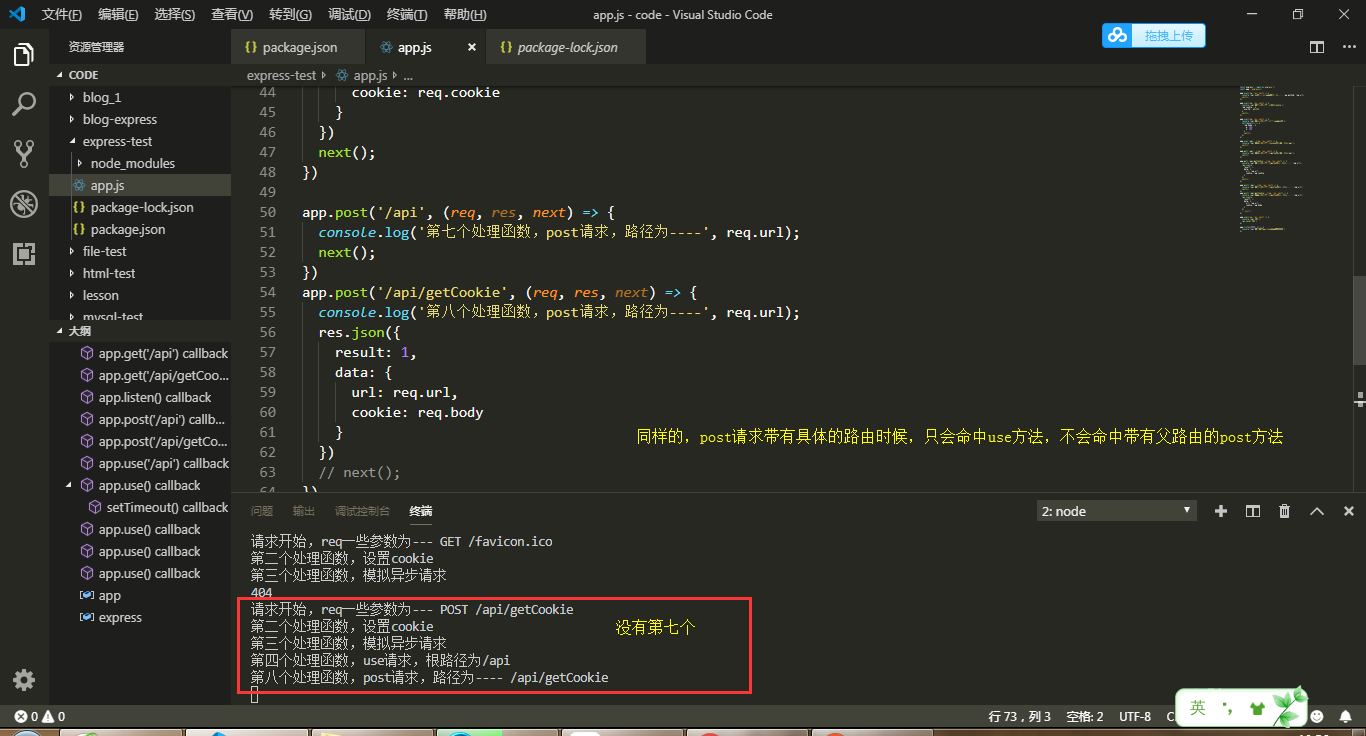 文件(F) 编辑(E) 选择(S) 查看(V) 转到(G) 调试(D) 终端(T) 帮助(H)
app.js - code - Visual Studio Code
拖拽上传
资源管理器
CODE
blog_1
blog-express
express-test
node_modules
app.js
package-lock.json
package.json
file-test
html-test
lesson
mysql-test
大纲
app.get('/api') callback
app.get('/api/getCoo...
app.listen() callback
app.post('/api') callb...
app.post('/api/getCo...
app.use('/api') callback
app.use() callback
setTimeout() callback
app.use() callback
app.use() callback
app.use() callback
app
express
{} package.json
app.js
{} package-lock.json
express-test app.js ...
44 cookie: req.cookie
45 }
46 })
47 next();
48 })
49
50 app.post('/api', (req, res, next) => {
51 console.log('第七个处理函数，post请求，路径为----', req.url);
52 next();
53 })
54 app.post('/api/getCookie', (req, res, next) => {
55 console.log('第八个处理函数，post请求，路径为----', req.url);
56 res.json({
57 result: 1,
58 data: {
59 url: req.url,
60 cookie: req.body
61 }
62 })
63 // next();
64 })
同样的，post请求带有具体的路由时候，只会命中use方法，不会命中带有父路由的post方法
问题 输出 调试控制台 终端
2: node
请求开始，req一些参数为--- GET /favicon.ico
第二个处理函数，设置cookie
第三个处理函数，模拟异步请求
404
请求开始，req一些参数为--- POST /api/getCookie
第二个处理函数，设置cookie
第三个处理函数，模拟异步请求
第四个处理函数，use请求，根路径为/api
第八个处理函数，post请求，路径为---- /api/getCookie
没有第七个
0 0
行 73，列 3 空格: 2 UTF-8
英